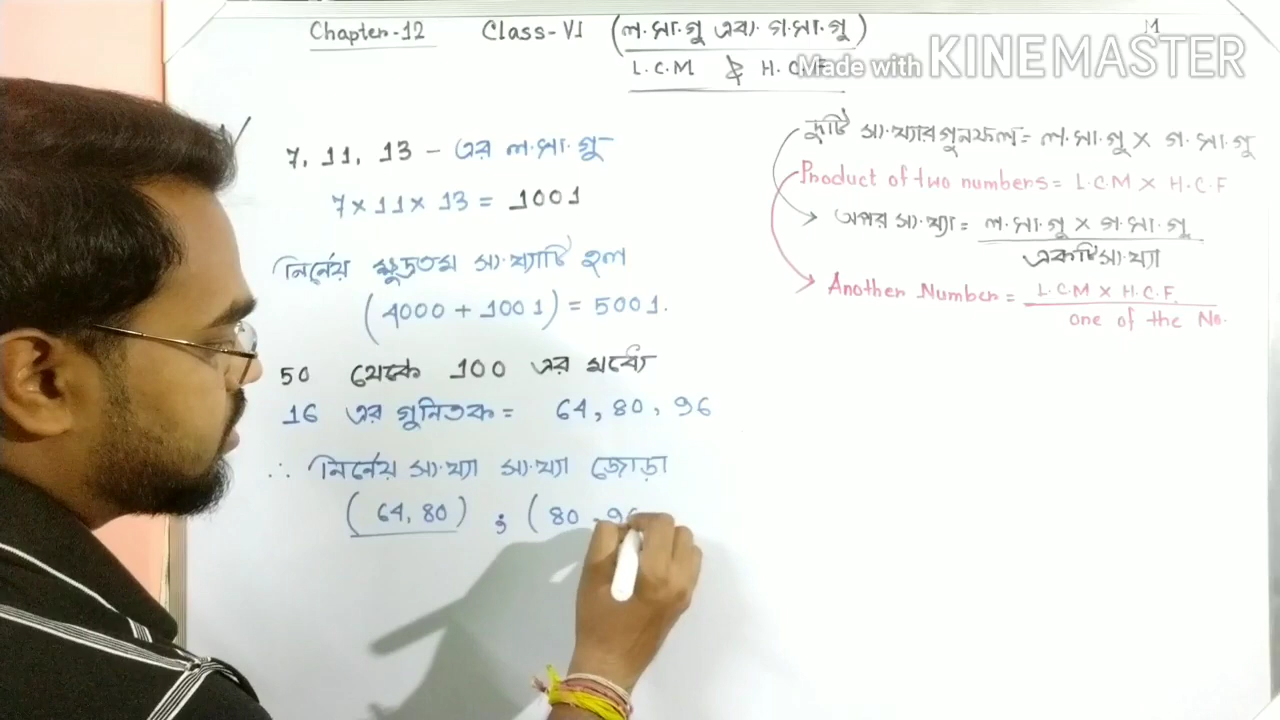 Chapter-12 Class-VI (ল.সা.গু এবং গ.সা.গু)
L.C.M & H.C.F
Made with KINEMASTER
7, 11, 13 - এর ল.সা.গু
7 × 11 × 13 = 1001
নির্নেয় ক্ষুদ্রতম সংখ্যাটি হল
(4000 + 1001) = 5001.
50 থেকে 100 এর মধ্যে
16 এর গুনিতক = 64, 80, 96
∴ নির্নেয় সংখ্যা সংখ্যা জোড়া
(64, 80) ; (80, 96
দুটি সংখ্যার গুনফল = ল.সা.গু × গ.সা.গু
Product of two numbers = L.C.M × H.C.F
অপর সংখ্যা = ল.সা.গু × গ.সা.গু
একটি সংখ্যা
Another Number = L.C.M × H.C.F.
one of the No.